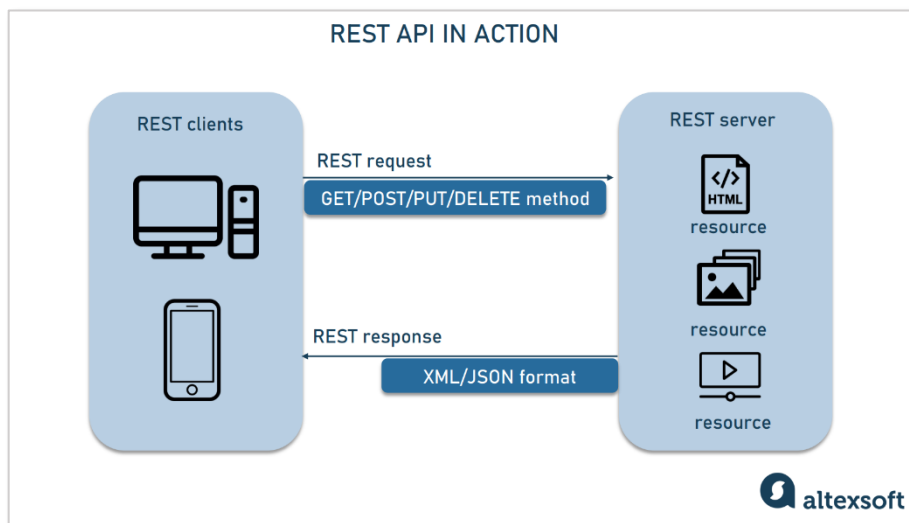 REST API IN ACTION
REST clients
REST request
GET/POST/PUT/DELETE method
REST response
XML/JSON format
REST server
</>
HTML
resource
resource
resource
altexsoft